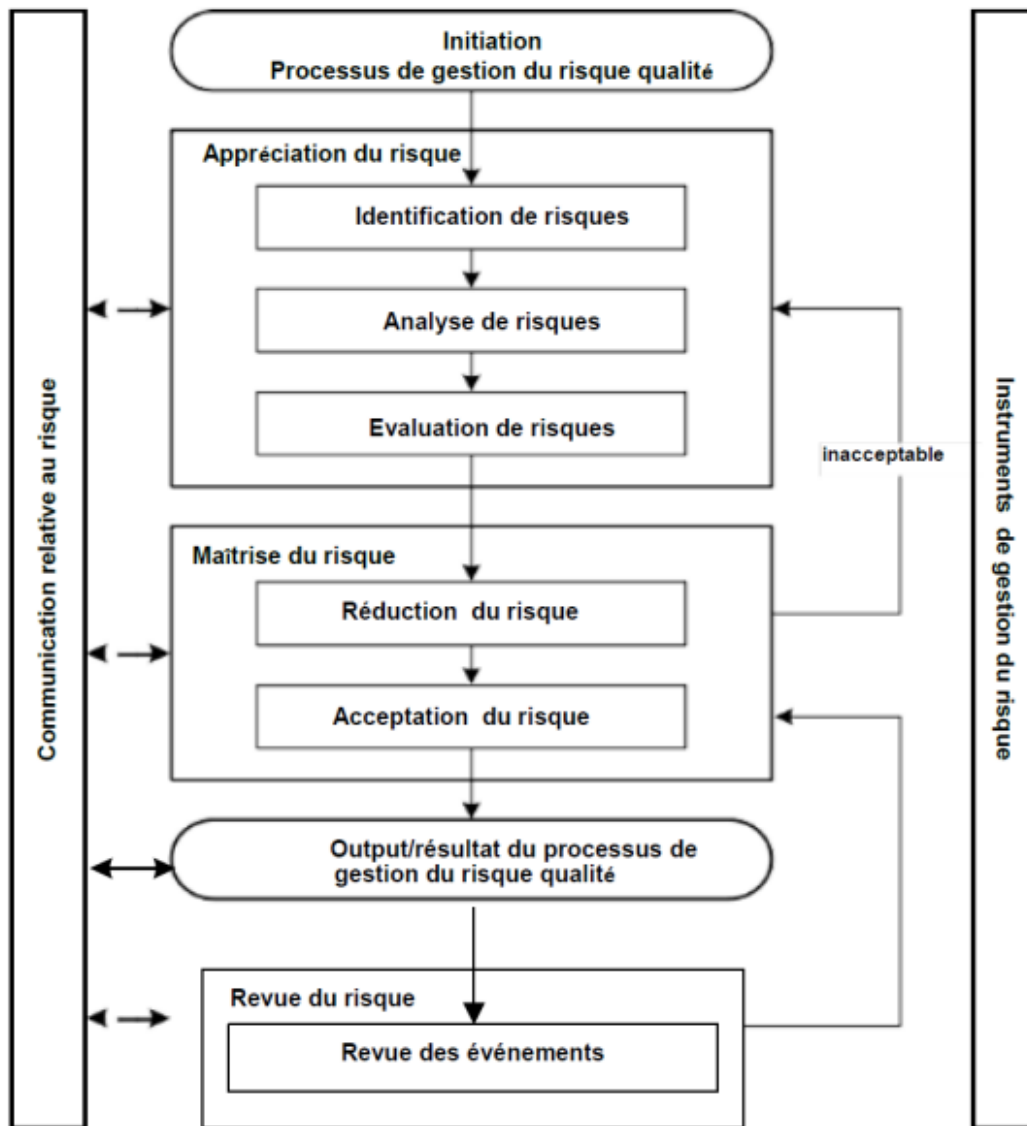 Initiation
Processus de gestion du risque qualité
Appréciation du risque
Identification de risques
Analyse de risques
Evaluation de risques
inacceptable
Maîtrise du risque
Réduction du risque
Acceptation du risque
Output/résultat du processus de
gestion du risque qualité
Revue du risque
Revue des événements
Communication relative au risque
Instruments de gestion du risque